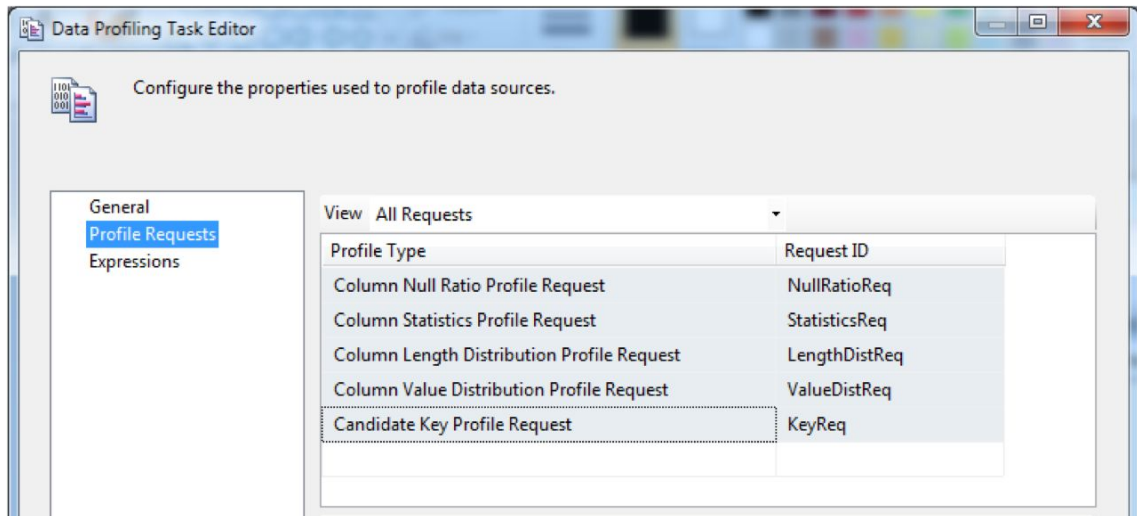 Data Profiling Task Editor
Configure the properties used to profile data sources.
General
Profile Requests
Expressions
View All Requests
Profile Type Request ID
Column Null Ratio Profile Request NullRatioReq
Column Statistics Profile Request StatisticsReq
Column Length Distribution Profile Request LengthDistReq
Column Value Distribution Profile Request ValueDistReq
Candidate Key Profile Request KeyReq